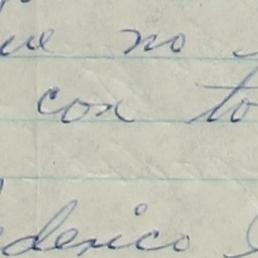 ue no
con to
derico